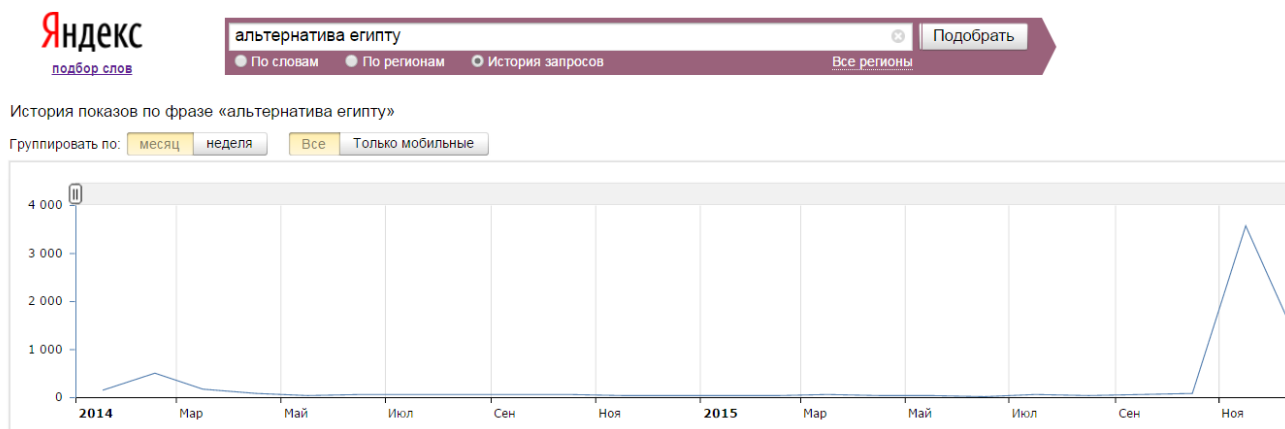 Яндекс
подбор слов
альтернатива египту
Подобрать
По словам По регионам История запросов Все регионы
История показов по фразе «альтернатива египту»
Группировать по: месяц неделя Все Только мобильные
4 000
3 000
2 000
1 000
0
2014 Мар Май Июл Сен Ноя 2015 Мар Май Июл Сен Ноя